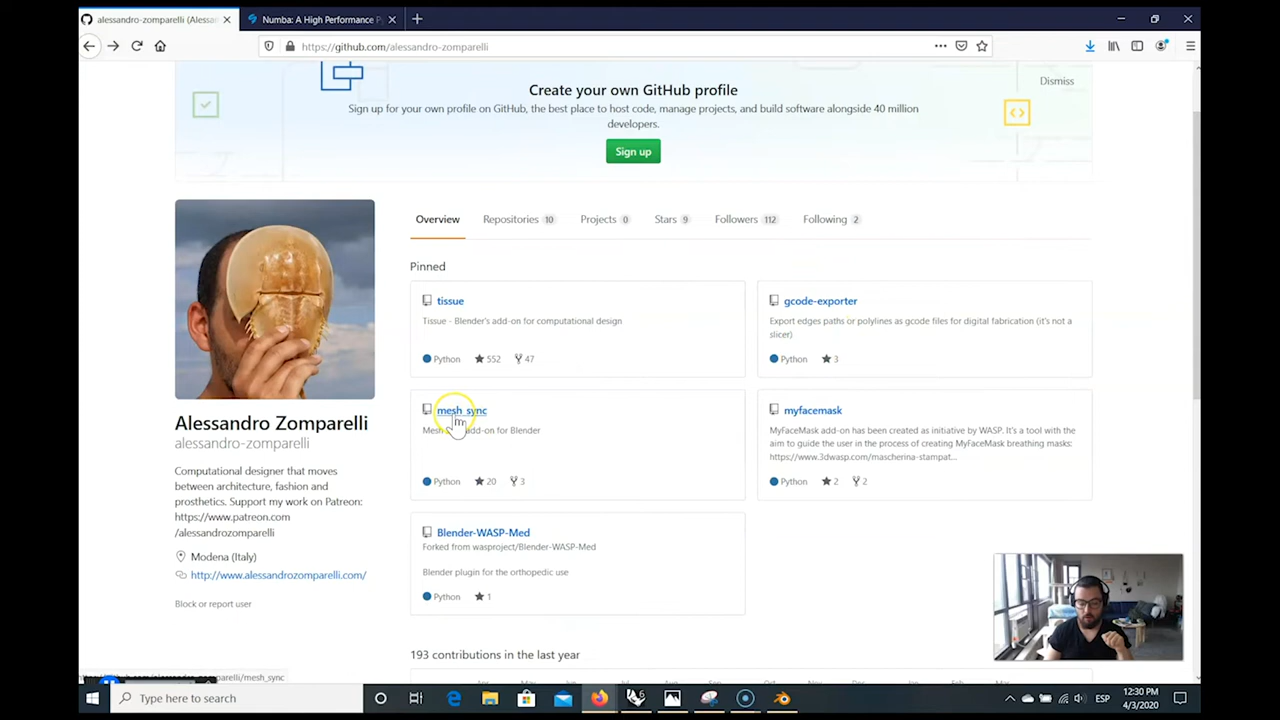 alessandro-zomparelli (Alessan
Numba: A High Performance P
https://github.com/alessandro-zomparelli
Create your own GitHub profile
Dismiss
Sign up for your own profile on GitHub, the best place to host code, manage projects, and build software alongside 40 million
developers.
Sign up
Overview
Repositories 10
Projects 0
Stars 9
Followers 112
Following 2
Pinned
tissue
Tissue - Blender's add-on for computational design
Python 552 47
gcode-exporter
Export edges paths or polylines as gcode files for digital fabrication (it's not a
slicer)
Python 3
mesh_sync
Mesh add-on for Blender
Python 20 3
myfacemask
MyFaceMask add-on has been created as initiative by WASP. It's a tool with the
aim to guide the user in the process of creating MyFaceMask breathing masks:
https://www.3dwasp.com/mascherina-stampat...
Python 2 2
Blender-WASP-Med
Forked from wasproject/Blender-WASP-Med
Blender plugin for the orthopedic use
Python 1
Alessandro Zomparelli
alessandro-zomparelli
Computational designer that moves
between architecture, fashion and
prosthetics. Support my work on Patreon:
https://www.patreon.com
/alessandrozomparelli
Modena (Italy)
http://www.alessandrozomparelli.com/
Block or report user
193 contributions in the last year
Type here to search
ESP
12:30 PM
4/3/2020